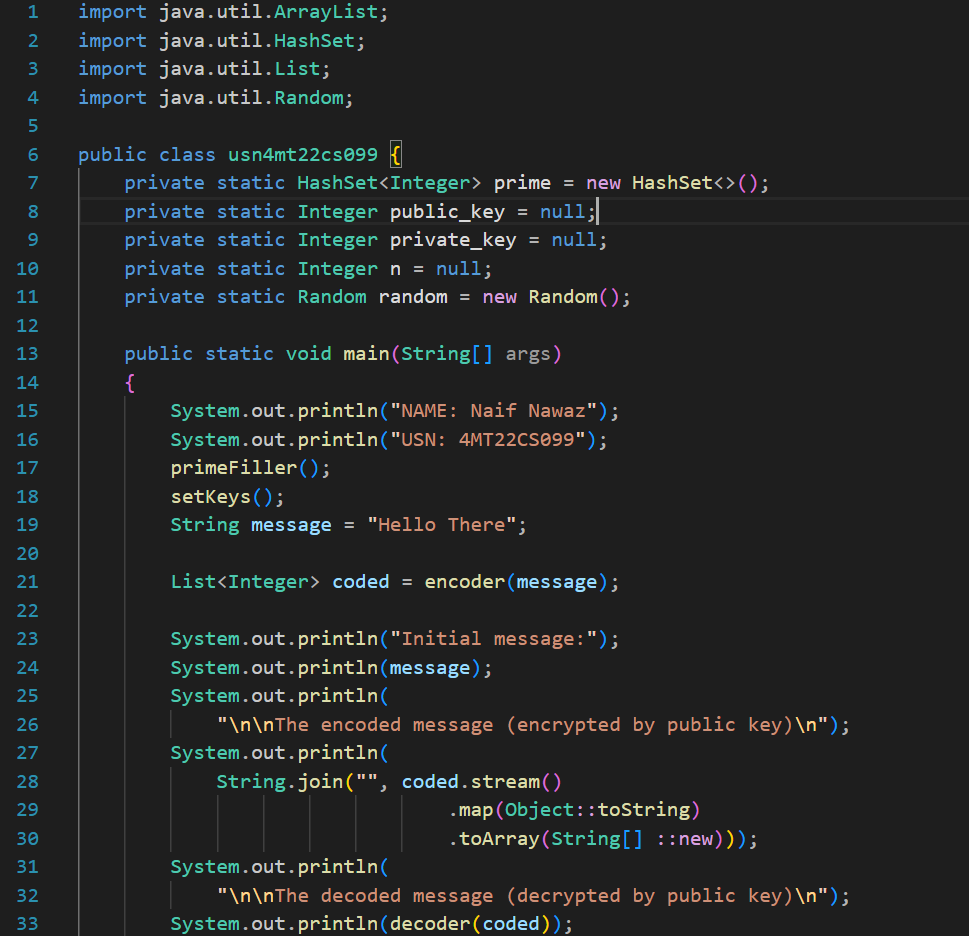 1 import java.util.ArrayList;
2 import java.util.HashSet;
3 import java.util.List;
4 import java.util.Random;
5
6 public class usn4mt22cs099 {
7     private static HashSet<Integer> prime = new HashSet<>();
8     private static Integer public_key = null;
9     private static Integer private_key = null;
10     private static Integer n = null;
11     private static Random random = new Random();
12
13     public static void main(String[] args)
14     {
15         System.out.println("NAME: Naif Nawaz");
16         System.out.println("USN: 4MT22CS099");
17         primeFiller();
18         setKeys();
19         String message = "Hello There";
20
21         List<Integer> coded = encoder(message);
22
23         System.out.println("Initial message:");
24         System.out.println(message);
25         System.out.println(
26             "\n\nThe encoded message (encrypted by public key)\n");
27         System.out.println(
28             String.join("", coded.stream()
29                                 .map(Object::toString)
30                                 .toArray(String[] ::new)));
31         System.out.println(
32             "\n\nThe decoded message (decrypted by public key)\n");
33         System.out.println(decoder(coded));